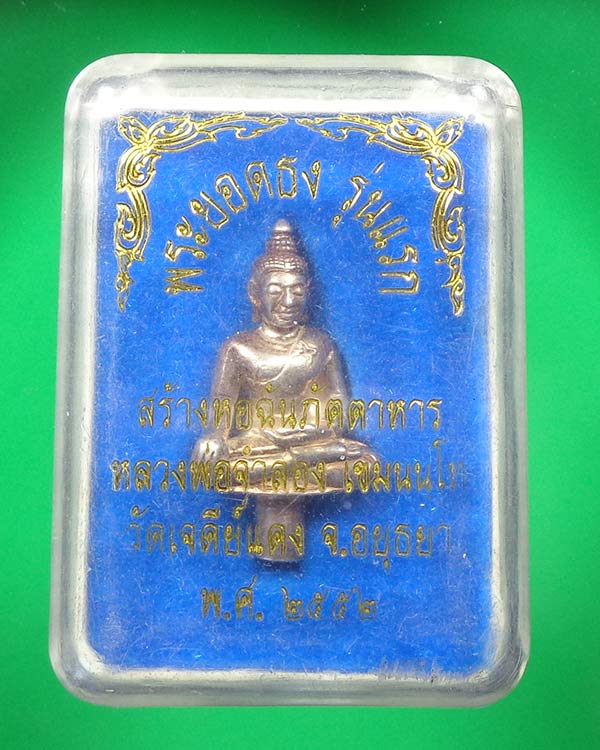 พระยอดธง รุ่นแรก
สร้างหอฉันภัตตาหาร
หลวงพ่อจำลอง เขมนนโท
วัดเจดีย์แดง จ.อยุธยา
พ.ศ. ๒๕๕๒